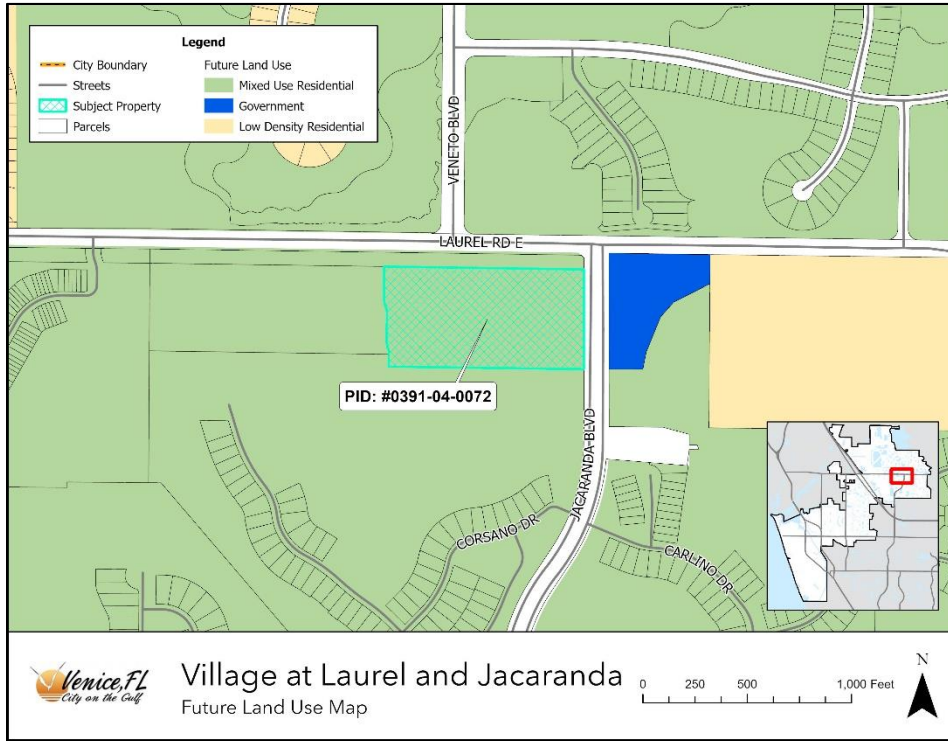 Legend
City Boundary
Streets
Subject Property
Parcels
Future Land Use
Mixed Use Residential
Government
Low Density Residential
VENETO BLVD
LAUREL RD E
PID: #0391-04-0072
JACARANDA BLVD
CORSANO DR
CARLINO DR
Venice, FL
City on the Gulf
Village at Laurel and Jacaranda
Future Land Use Map
0 250 500 1,000 Feet
N